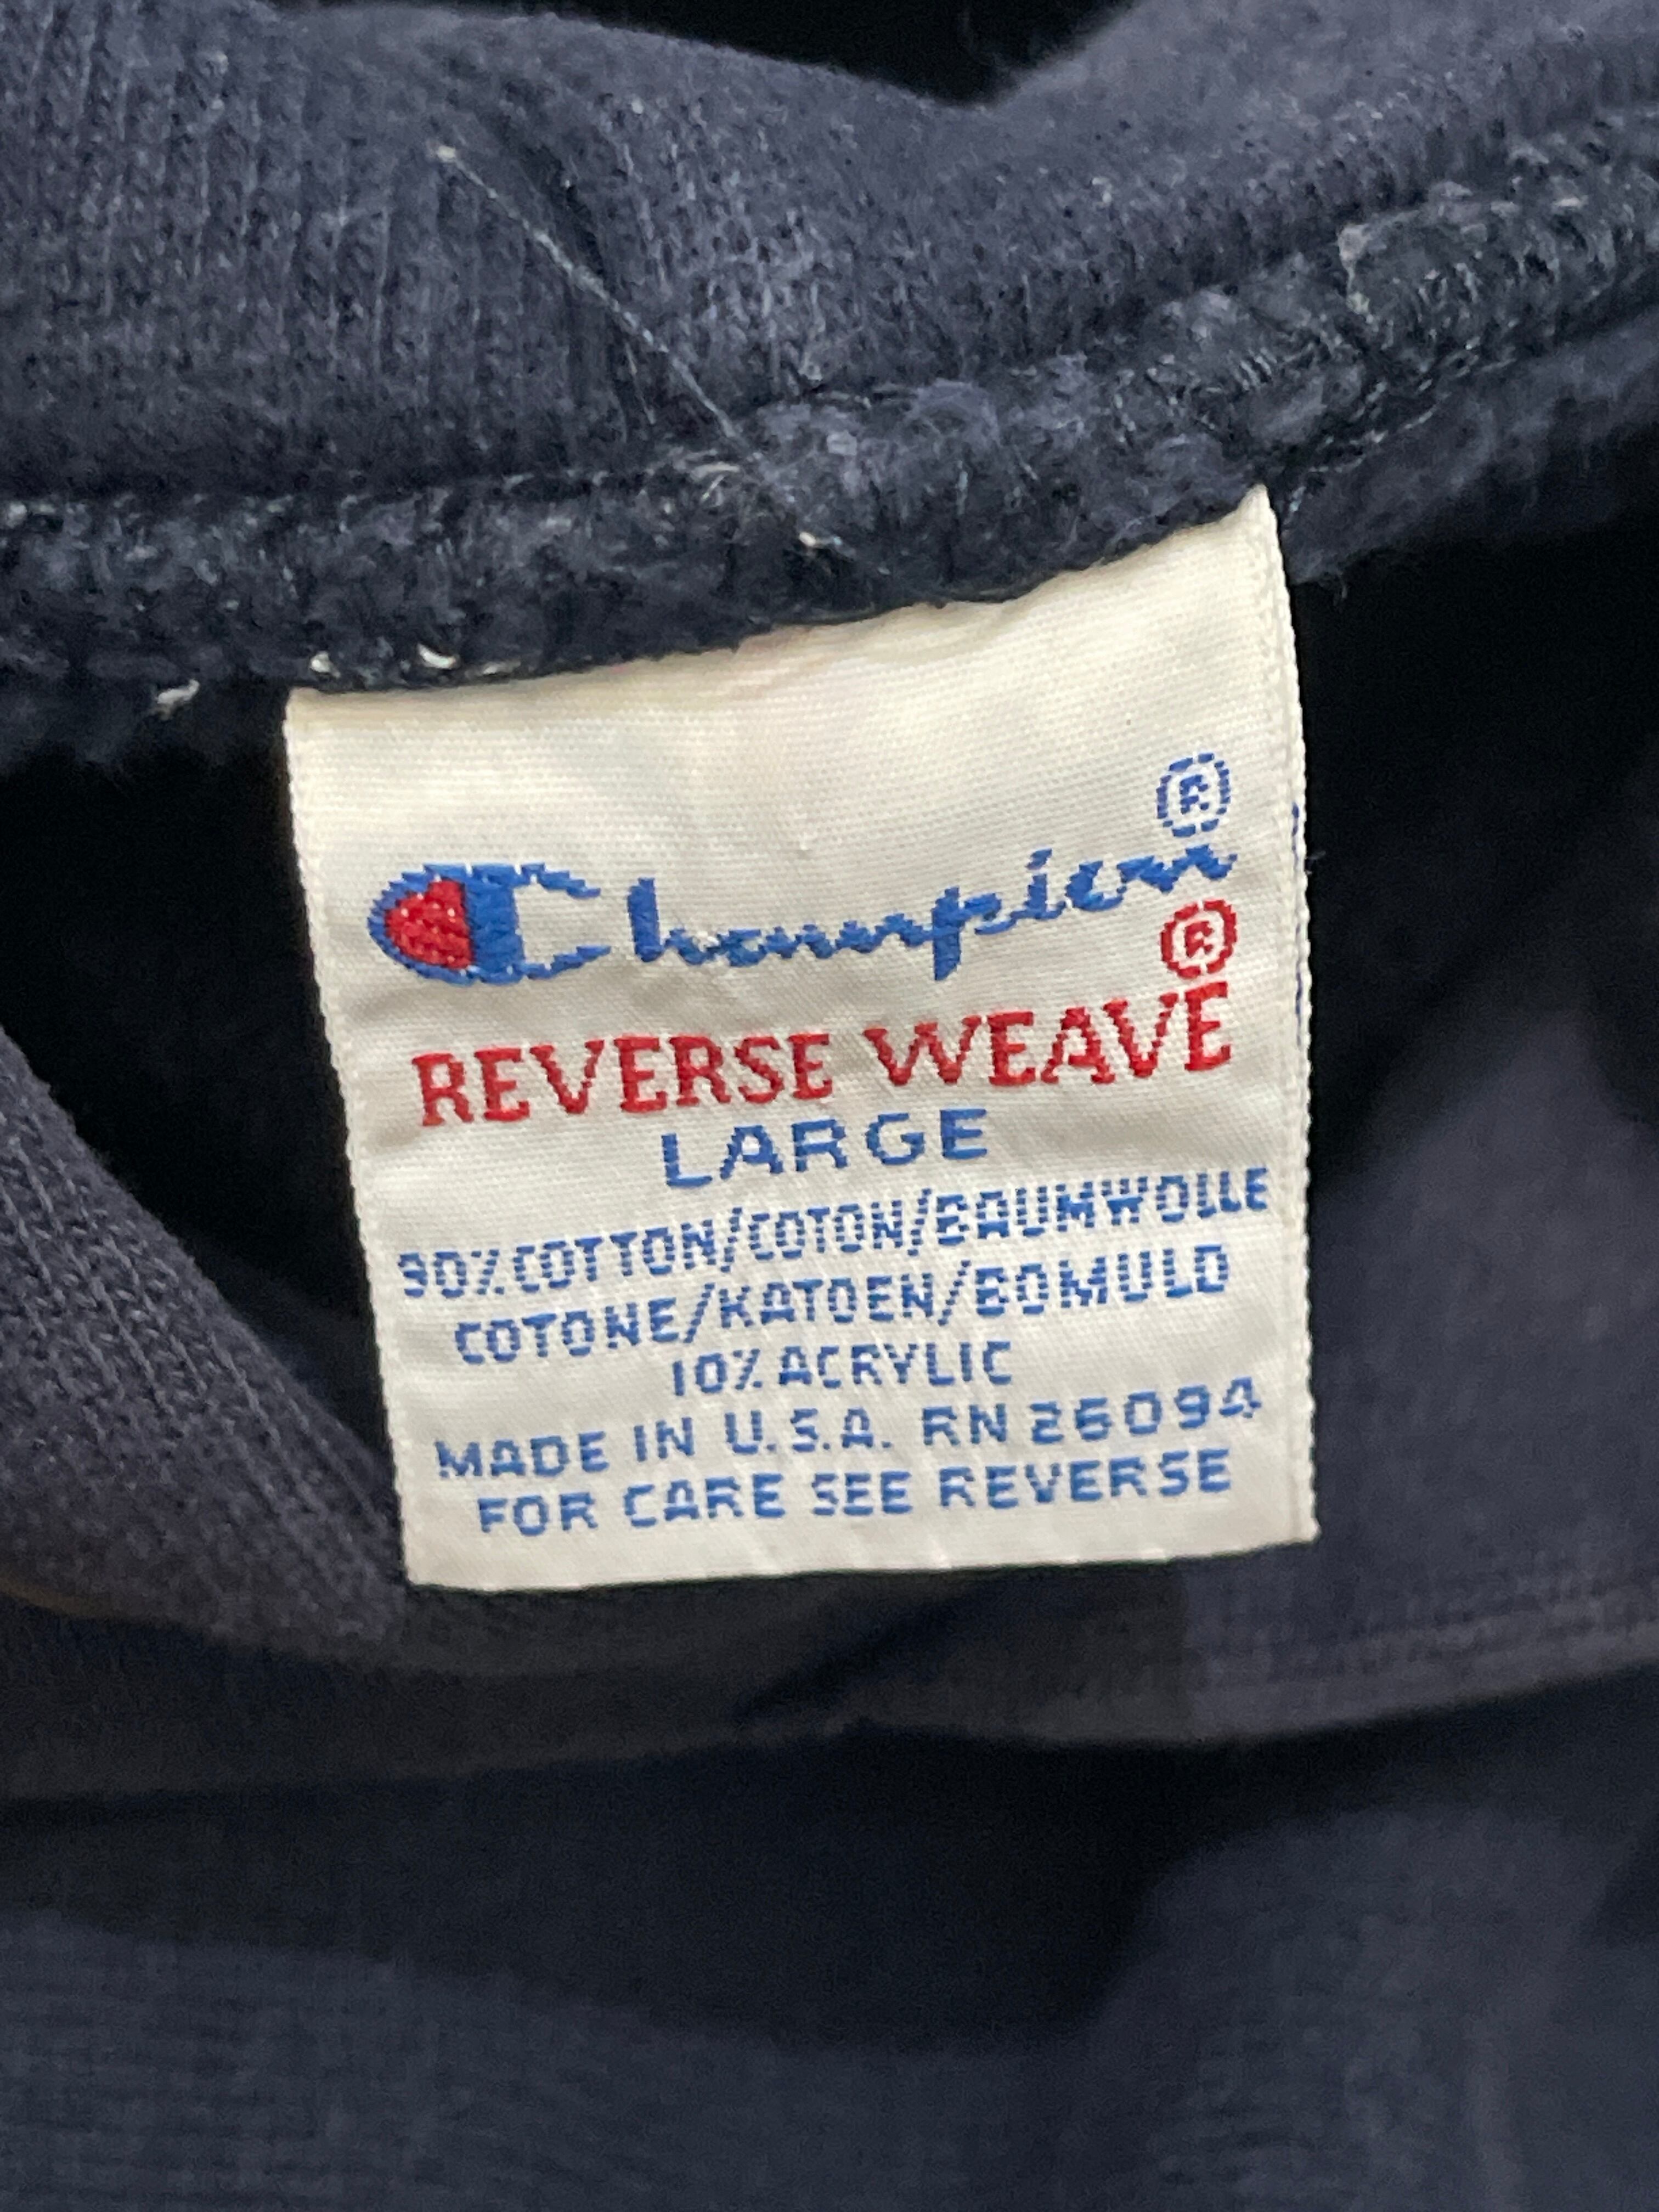 ®
Champion
®
REVERSE WEAVE
LARGE
90% COTTON/COTON/BAUMWOLLE
COTONE/KATOEN/BOMULD
10% ACRYLIC
MADE IN U.S.A. RN 26094
FOR CARE SEE REVERSE